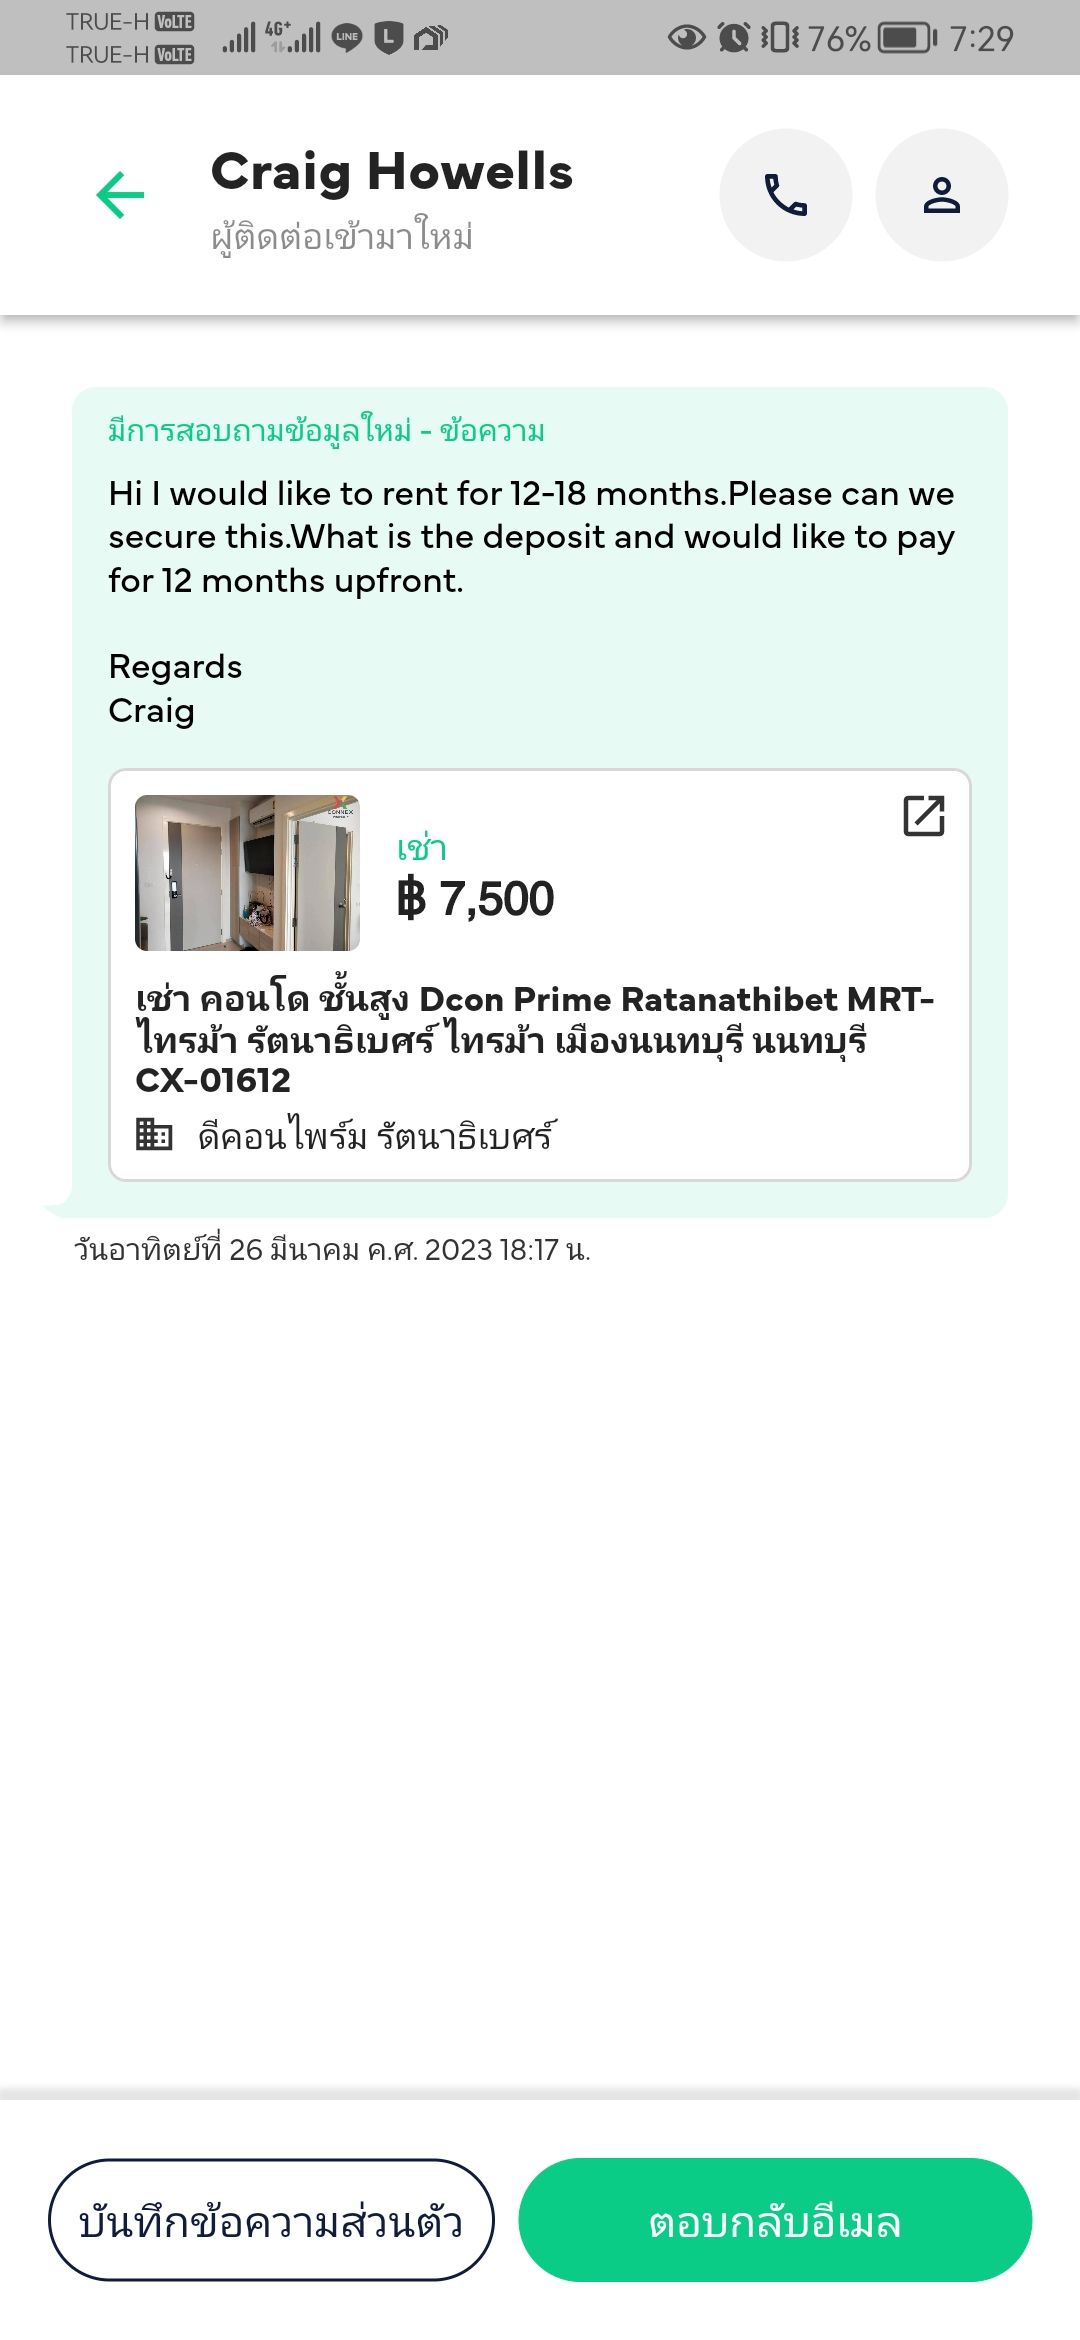 TRUE-H VoLTE
TRUE-H VoLTE
4G+
LINE
L
76%
7:29
Craig Howells
ผู้ติดต่อเข้ามาใหม่
มีการสอบถามข้อมูลใหม่ - ข้อความ
Hi I would like to rent for 12-18 months.Please can we
secure this.What is the deposit and would like to pay
for 12 months upfront.
Regards
Craig
CONNEX
เช่า
฿ 7,500
เช่า คอนโด ชั้นสูง Dcon Prime Ratanathibet MRT-
ไทรม้า รัตนาธิเบศร์ ไทรม้า เมืองนนทบุรี นนทบุรี
CX-01612
ดีคอนไพร์ม รัตนาธิเบศร์
วันอาทิตย์ที่ 26 มีนาคม ค.ศ. 2023 18:17 น.
บันทึกข้อความส่วนตัว
ตอบกลับอีเมล